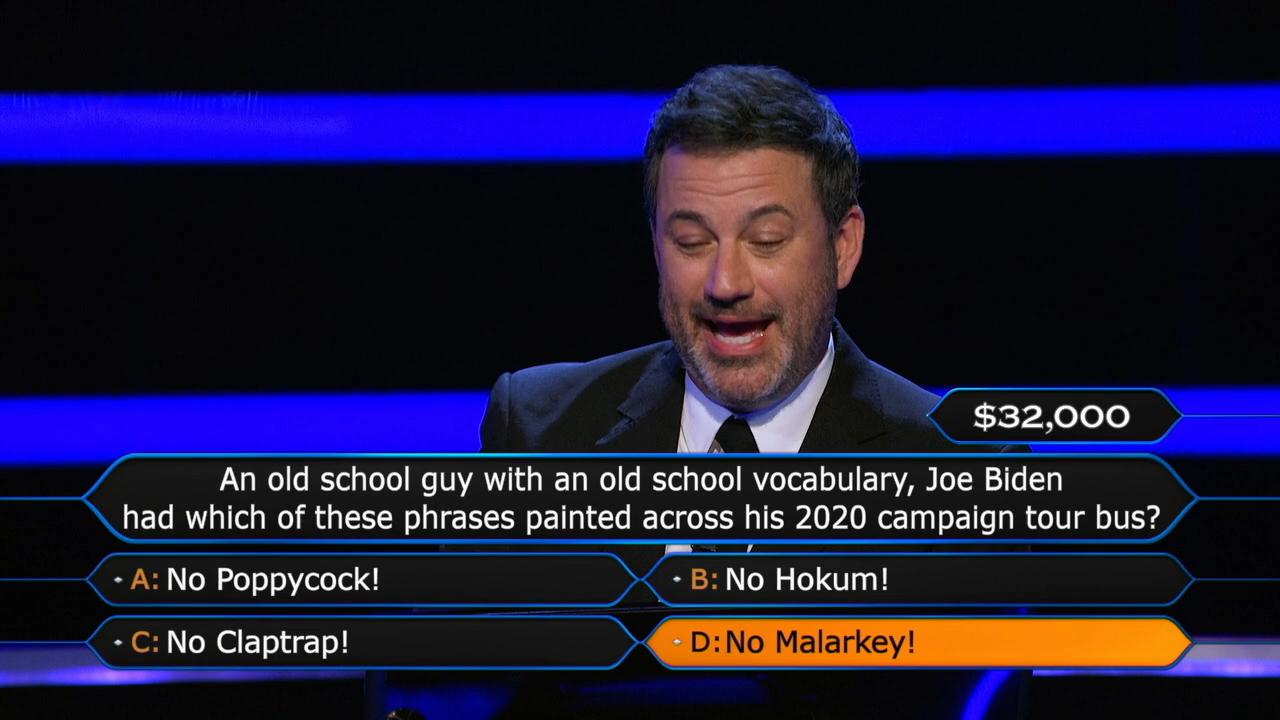 $32,000
An old school guy with an old school vocabulary, Joe Biden
had which of these phrases painted across his 2020 campaign tour bus?
A: No Poppycock!
B: No Hokum!
C: No Claptrap!
D: No Malarkey!